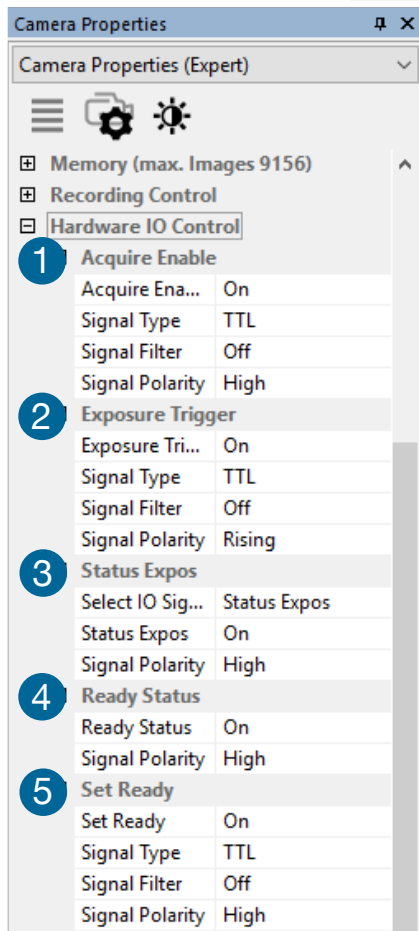 Camera Properties
Camera Properties (Expert)
Memory (max. Images 9156)
Recording Control
Hardware IO Control
1 Acquire Enable
Acquire Ena... On
Signal Type TTL
Signal Filter Off
Signal Polarity High
2 Exposure Trigger
Exposure Tri... On
Signal Type TTL
Signal Filter Off
Signal Polarity Rising
3 Status Expos
Select IO Sig... Status Expos
Status Expos On
Signal Polarity High
4 Ready Status
Ready Status On
Signal Polarity High
5 Set Ready
Set Ready On
Signal Type TTL
Signal Filter Off
Signal Polarity High